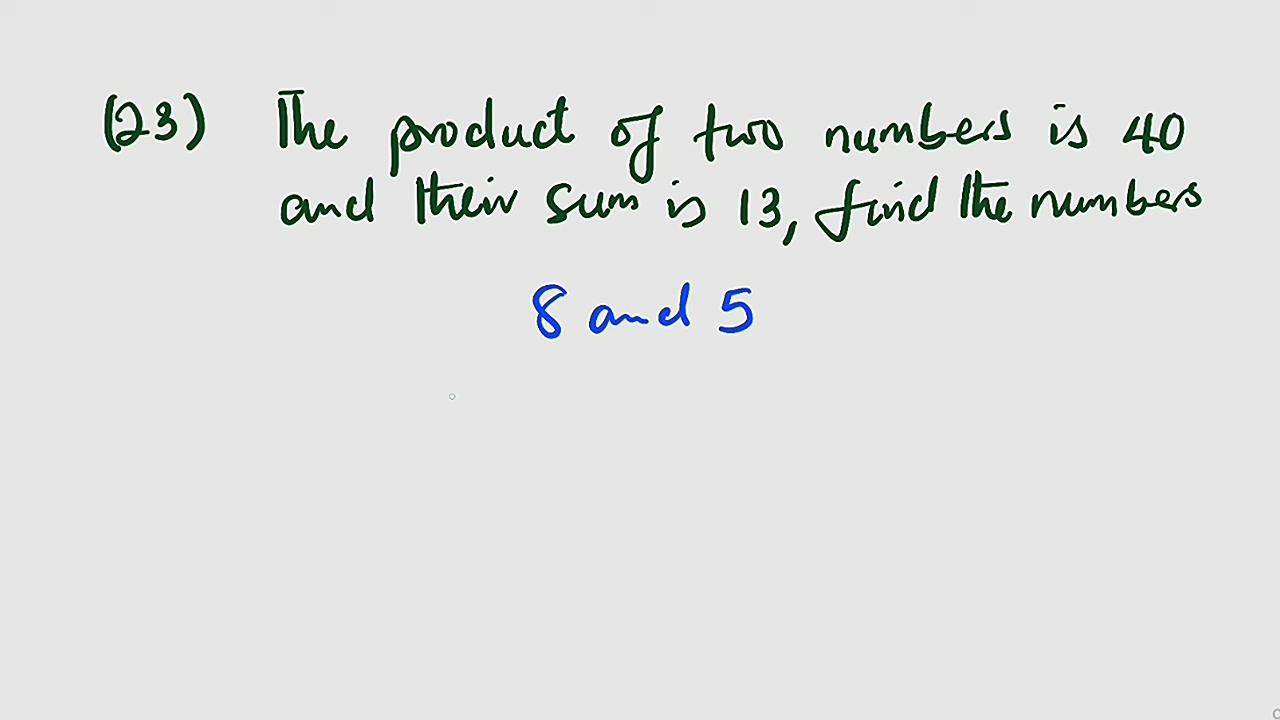 (23) The product of two numbers is 40
and their sum is 13, find the numbers
8 and 5